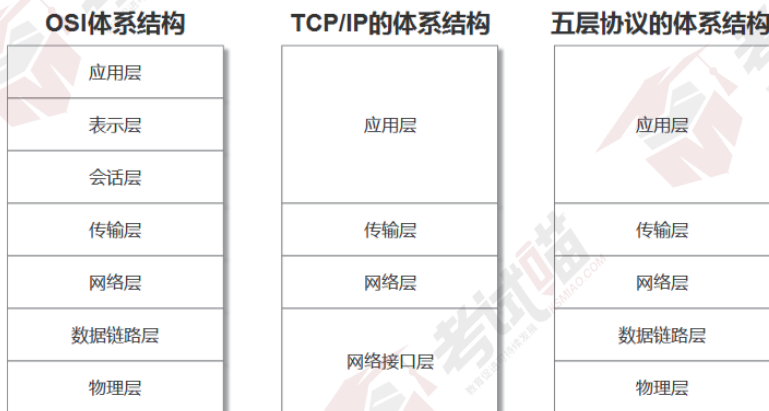 OSI体系结构
应用层
表示层
会话层
传输层
网络层
数据链路层
物理层
TCP/IP的体系结构
应用层
传输层
网络层
网络接口层
五层协议的体系结构
应用层
传输层
网络层
数据链路层
物理层
考试喵